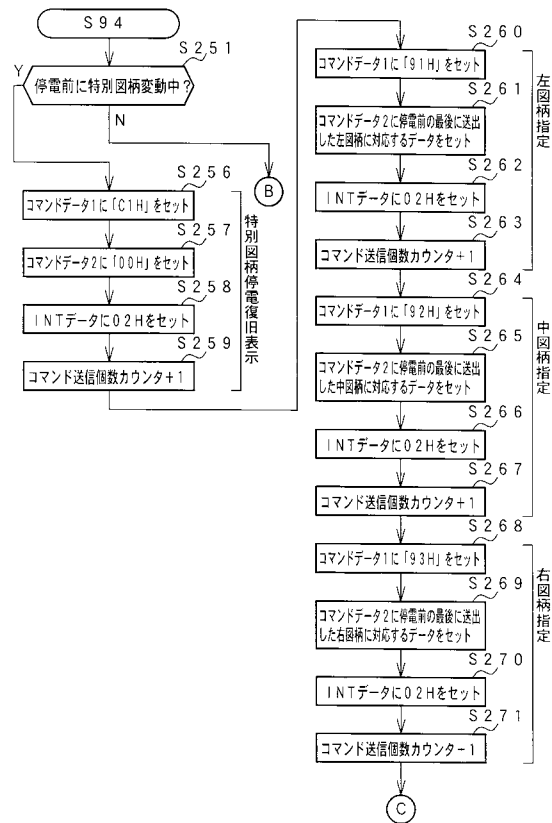 S94
S251
停電前に特別図柄変動中?
Y
N
B
S256
コマンドデータ1に「C1H」をセット
S257
コマンドデータ2に「00H」をセット
S258
INTデータに02Hをセット
S259
コマンド送信個数カウンタ+1
特別図柄停電復旧表示
S260
コマンドデータ1に「91H」をセット
S261
コマンドデータ2に停電前の最後に送出
した左図柄に対応するデータをセット
S262
INTデータに02Hをセット
S263
コマンド送信個数カウンタ+1
左図柄指定
S264
コマンドデータ1に「92H」をセット
S265
コマンドデータ2に停電前の最後に送出
した中図柄に対応するデータをセット
S266
INTデータに02Hをセット
S267
コマンド送信個数カウンタ+1
中図柄指定
S268
コマンドデータ1に「93H」をセット
S269
コマンドデータ2に停電前の最後に送出
した右図柄に対応するデータをセット
S270
INTデータに02Hをセット
S271
コマンド送信個数カウンタ+1
右図柄指定
C